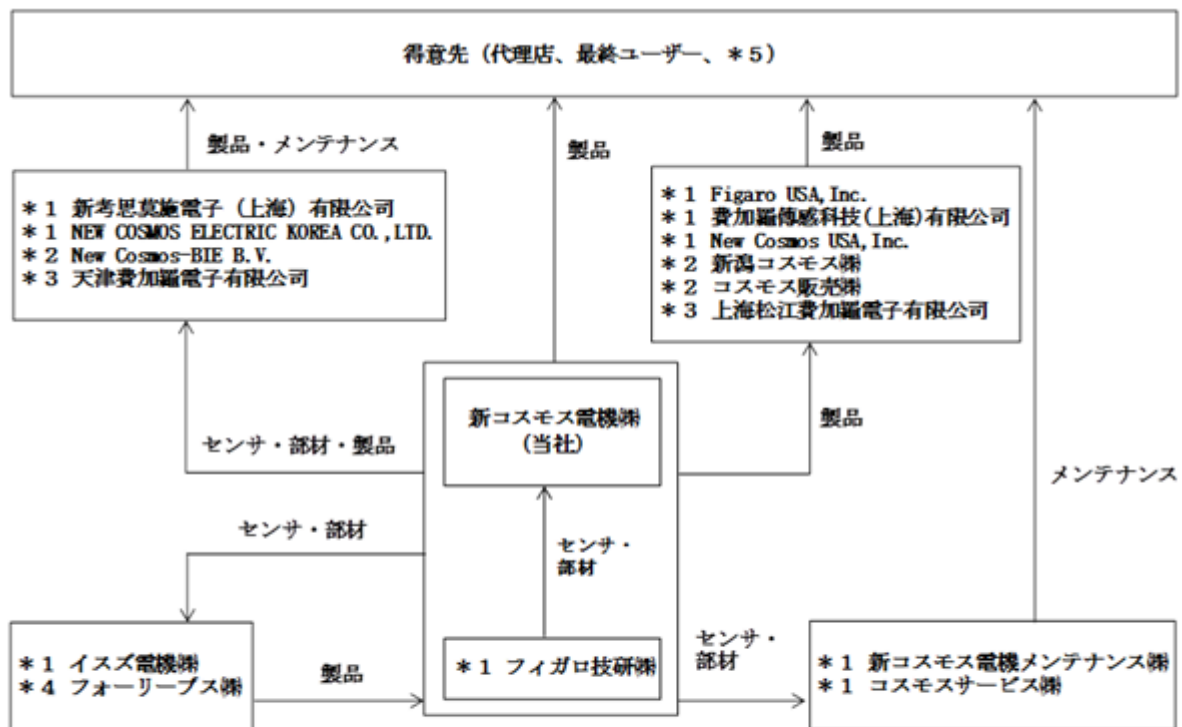 得意先（代理店、最終ユーザー、＊５）
製品・メンテナンス
製品
製品
＊１ 新考思莫施電子（上海）有限公司
＊１ NEW COSMOS ELECTRIC KOREA CO.,LTD.
＊２ New Cosmos-BIE B.V.
＊３ 天津費加羅電子有限公司
＊１ Figaro USA,Inc.
＊１ 費加羅傳感科技(上海)有限公司
＊１ New Cosmos USA,Inc.
＊２ 新潟コスモス㈱
＊２ コスモス販売㈱
＊３ 上海松江費加羅電子有限公司
新コスモス電機㈱
（当社）
センサ・部材・製品
製品
メンテナンス
センサ・部材
センサ・
部材
＊１ イスズ電機㈱
＊４ フォーリーブス㈱
製品
＊１ フィガロ技研㈱
センサ・
部材
＊１ 新コスモス電機メンテナンス㈱
＊１ コスモスサービス㈱